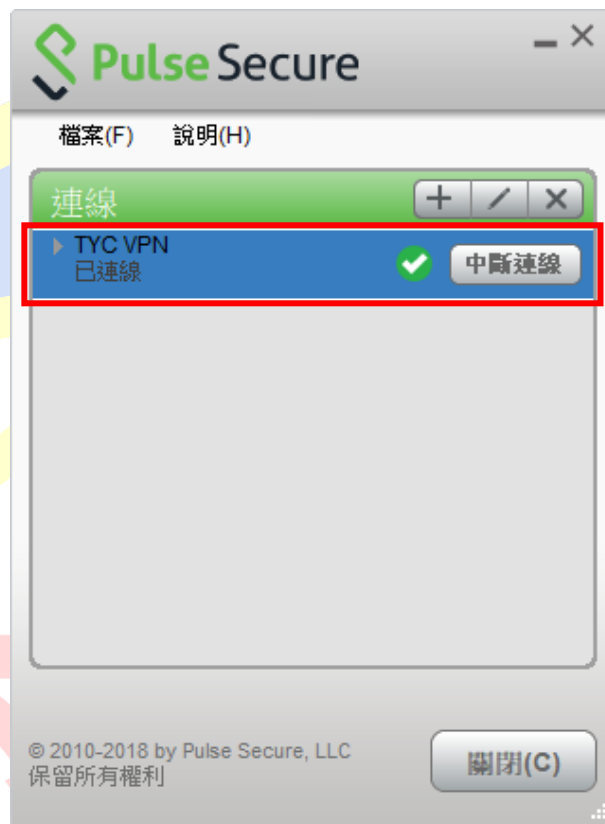 Pulse Secure
檔案(F) 說明(H)
連線
TYC VPN
已連線
中斷連線
© 2010-2018 by Pulse Secure, LLC
保留所有權利
關閉(C)